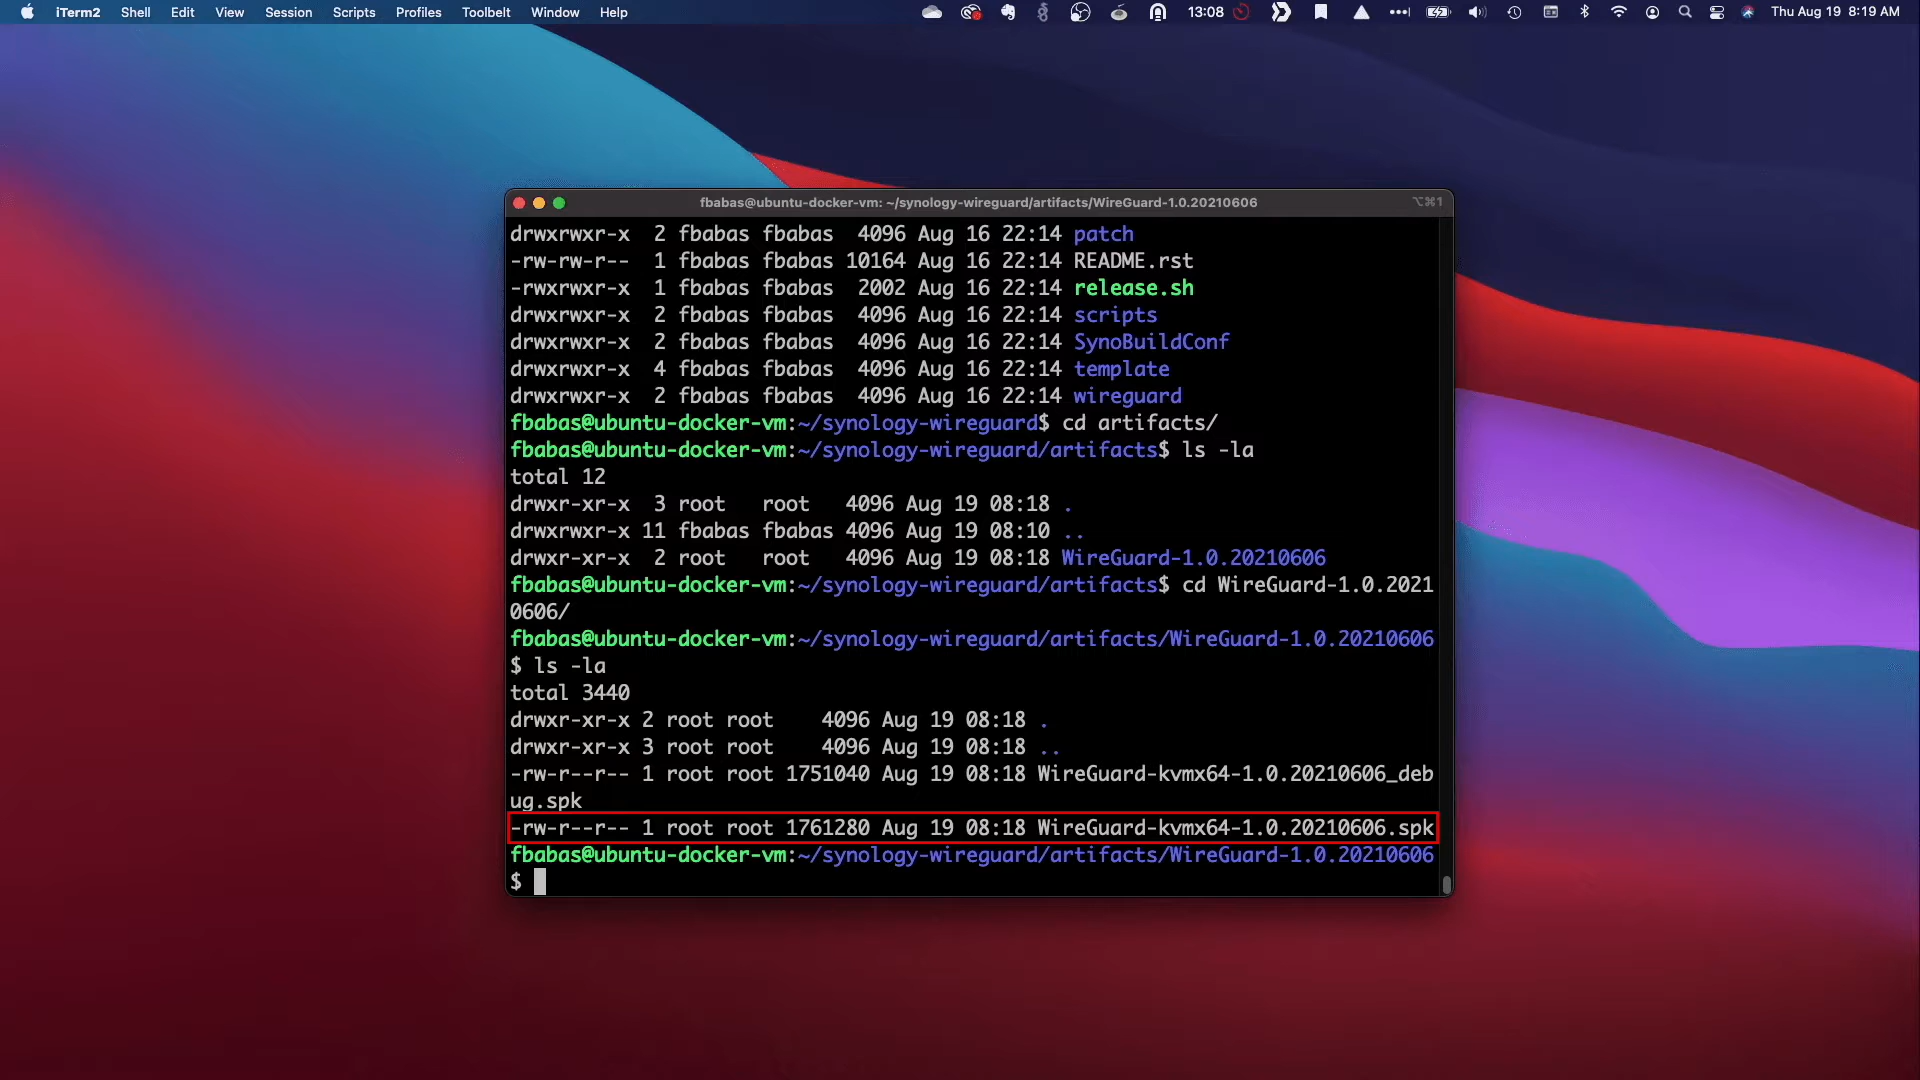 iTerm2 Shell Edit View Session Scripts Profiles Toolbelt Window Help 13:08 Thu Aug 19 8:19 AM
fbabas@ubuntu-docker-vm: ~/synology-wireguard/artifacts/WireGuard-1.0.20210606 ⌥⌘1
drwxrwxr-x  2 fbabas fbabas  4096 Aug 16 22:14 patch
-rw-rw-r--  1 fbabas fbabas 10164 Aug 16 22:14 README.rst
-rwxrwxr-x  1 fbabas fbabas  2002 Aug 16 22:14 release.sh
drwxrwxr-x  2 fbabas fbabas  4096 Aug 16 22:14 scripts
drwxrwxr-x  2 fbabas fbabas  4096 Aug 16 22:14 SynoBuildConf
drwxrwxr-x  4 fbabas fbabas  4096 Aug 16 22:14 template
drwxrwxr-x  2 fbabas fbabas  4096 Aug 16 22:14 wireguard
fbabas@ubuntu-docker-vm:~/synology-wireguard$ cd artifacts/
fbabas@ubuntu-docker-vm:~/synology-wireguard/artifacts$ ls -la
total 12
drwxr-xr-x  3 root   root   4096 Aug 19 08:18 .
drwxrwxr-x 11 fbabas fbabas 4096 Aug 19 08:10 ..
drwxr-xr-x  2 root   root   4096 Aug 19 08:18 WireGuard-1.0.20210606
fbabas@ubuntu-docker-vm:~/synology-wireguard/artifacts$ cd WireGuard-1.0.2021
0606/
fbabas@ubuntu-docker-vm:~/synology-wireguard/artifacts/WireGuard-1.0.20210606
$ ls -la
total 3440
drwxr-xr-x 2 root root    4096 Aug 19 08:18 .
drwxr-xr-x 3 root root    4096 Aug 19 08:18 ..
-rw-r--r-- 1 root root 1751040 Aug 19 08:18 WireGuard-kvmx64-1.0.20210606_deb
ug.spk
-rw-r--r-- 1 root root 1761280 Aug 19 08:18 WireGuard-kvmx64-1.0.20210606.spk
fbabas@ubuntu-docker-vm:~/synology-wireguard/artifacts/WireGuard-1.0.20210606
$